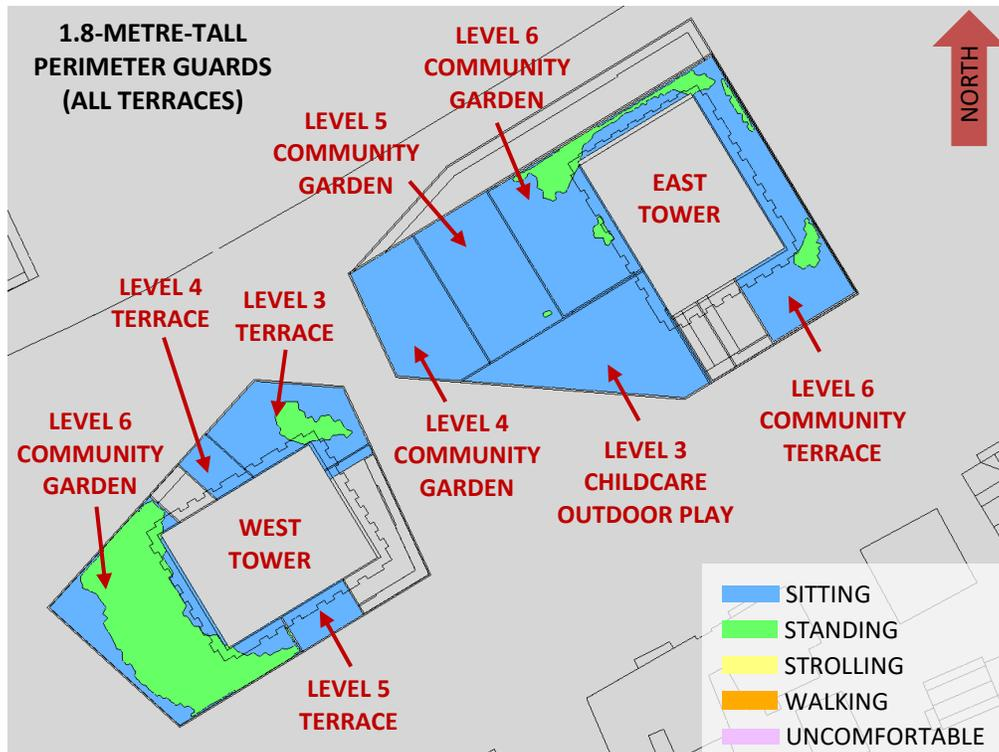 1.8-METRE-TALL
PERIMETER GUARDS
(ALL TERRACES)
LEVEL 6
COMMUNITY
GARDEN
NORTH
LEVEL 5
COMMUNITY
GARDEN
EAST
TOWER
LEVEL 4
TERRACE
LEVEL 3
TERRACE
LEVEL 6
COMMUNITY
GARDEN
LEVEL 4
COMMUNITY
GARDEN
LEVEL 3
CHILDCARE
OUTDOOR PLAY
LEVEL 6
COMMUNITY
TERRACE
WEST
TOWER
LEVEL 5
TERRACE
SITTING
STANDING
STROLLING
WALKING
UNCOMFORTABLE